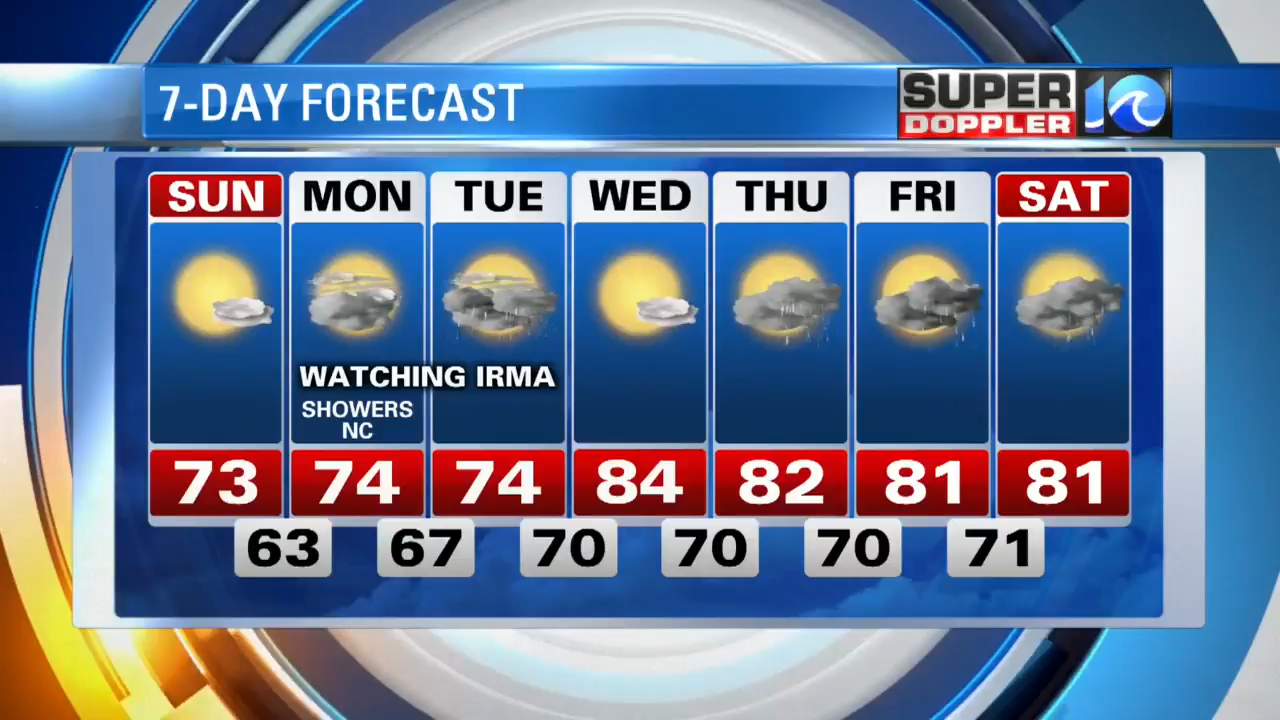 7-DAY FORECAST
SUPER
DOPPLER 10
SUN MON TUE WED THU FRI SAT
WATCHING IRMA
SHOWERS
NC
73 74 74 84 82 81 81
63 67 70 70 70 71